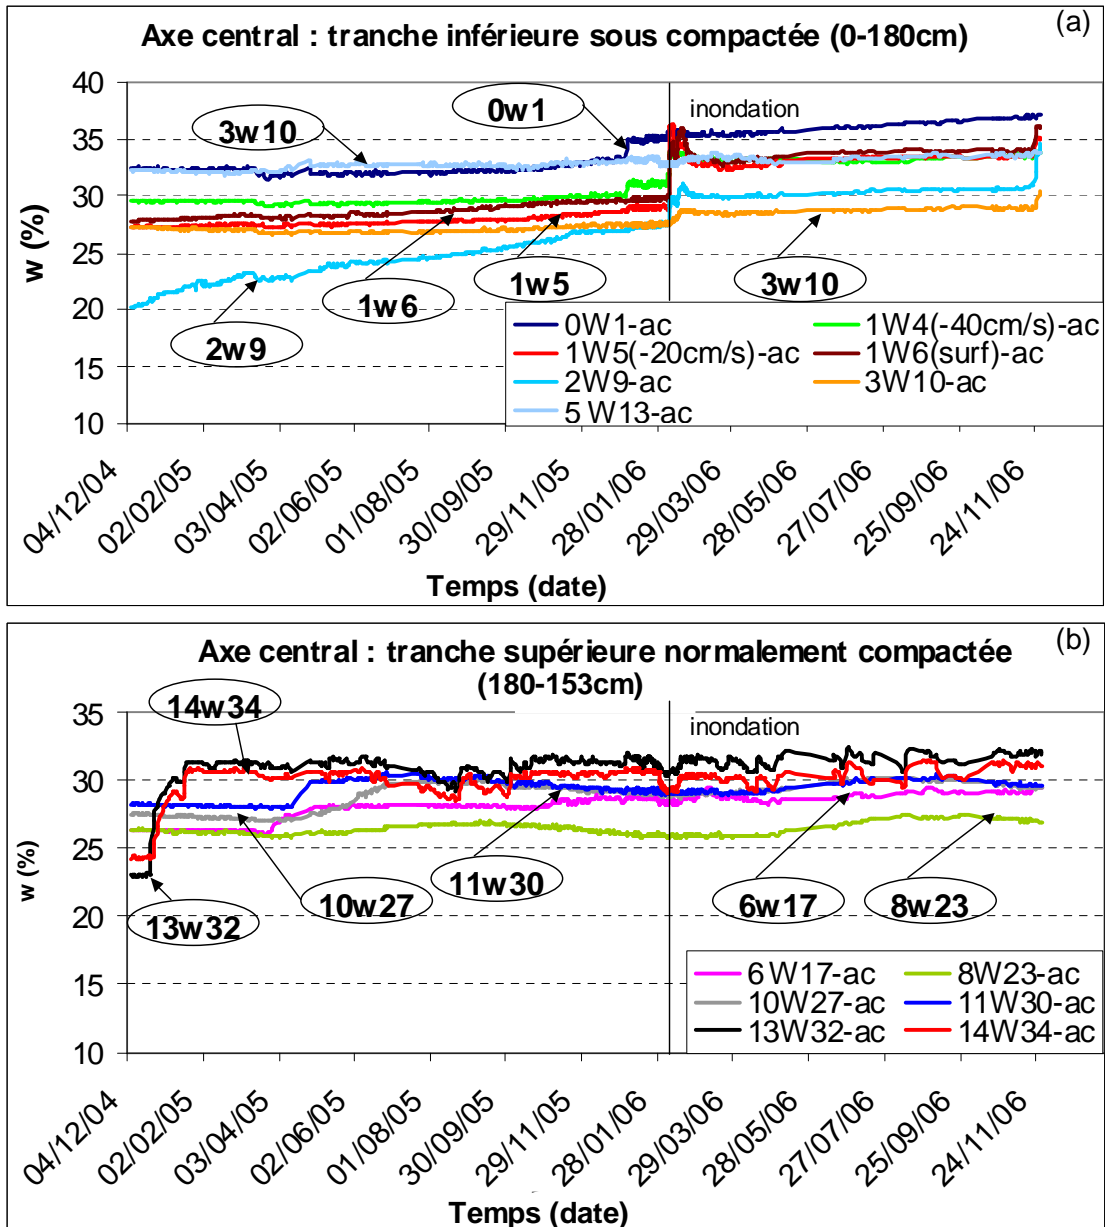 (a)
Axe central : tranche inférieure sous compactée (0-180cm)
40
35
30
25
20
15
10
w (%)
3w10
0w1
inondation
1w6
1w5
3w10
2w9
0W1-ac
1W4(-40cm/s)-ac
1W5(-20cm/s)-ac
1W6(surf)-ac
2W9-ac
3W10-ac
5W13-ac
04/12/04
02/02/05
03/04/05
02/06/05
01/08/05
30/09/05
29/11/05
28/01/06
29/03/06
28/05/06
27/07/06
25/09/06
24/11/06
Temps (date)
(b)
Axe central : tranche supérieure normalement compactée
(180-153cm)
35
30
25
20
15
10
w (%)
14w34
inondation
13w32
10w27
11w30
6w17
8w23
6W17-ac
8W23-ac
10W27-ac
11W30-ac
13W32-ac
14W34-ac
04/12/04
02/02/05
03/04/05
02/06/05
01/08/05
30/09/05
29/11/05
28/01/06
29/03/06
28/05/06
27/07/06
25/09/06
24/11/06
Temps (date)